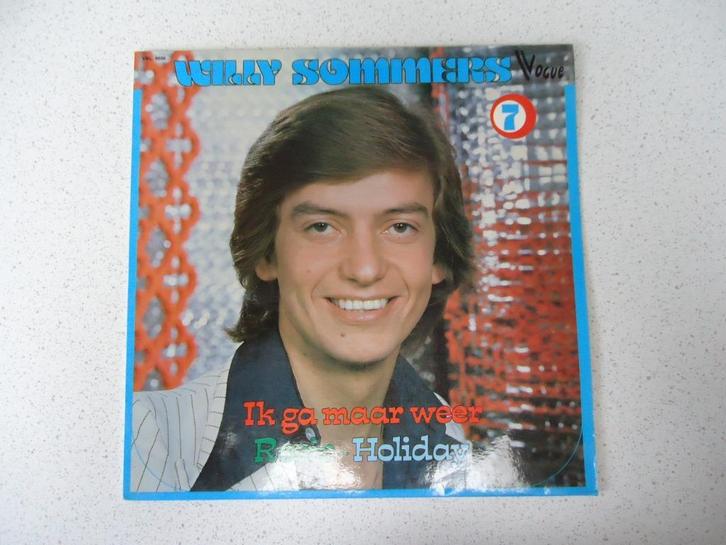 WILLY SOMMERS
Vogue
7
Ik ga maar weer
Holiday